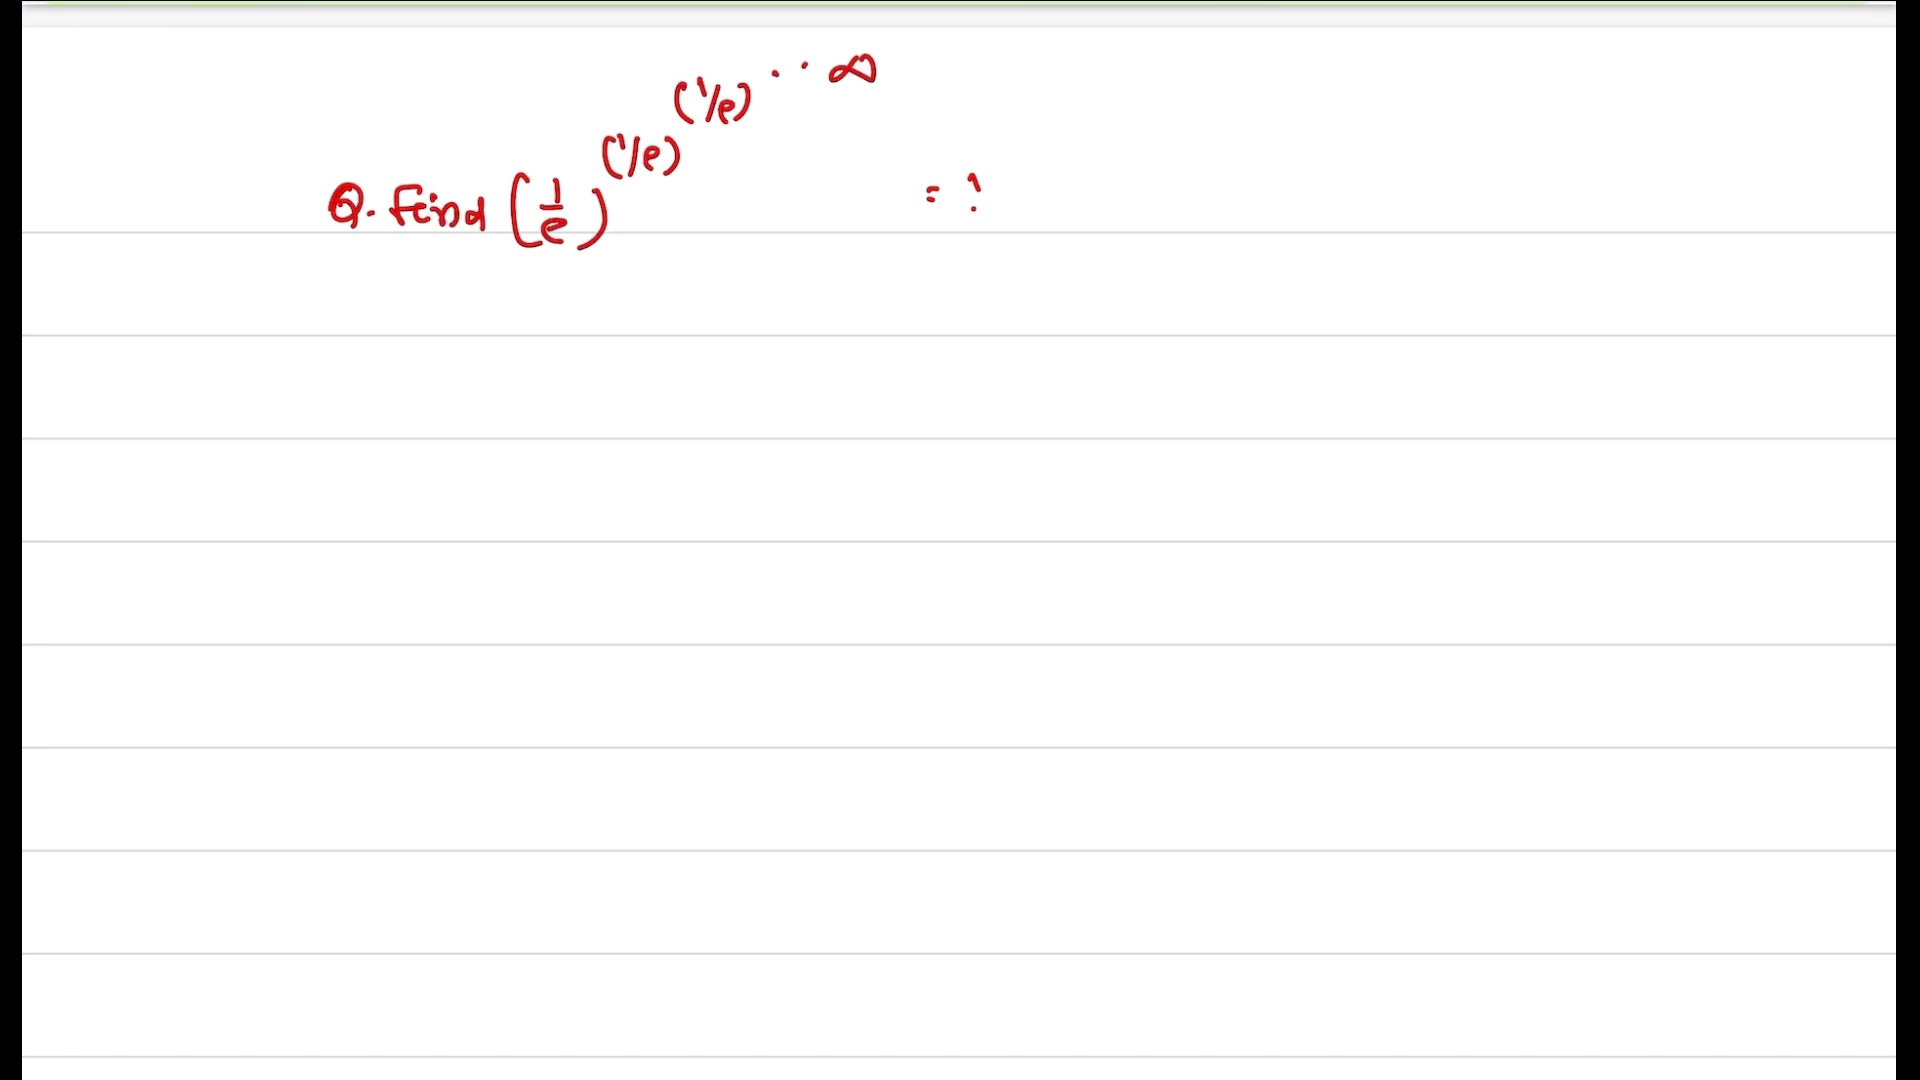 Q. Find (1/e)^(1/e)^(1/e)^..∞ = ?